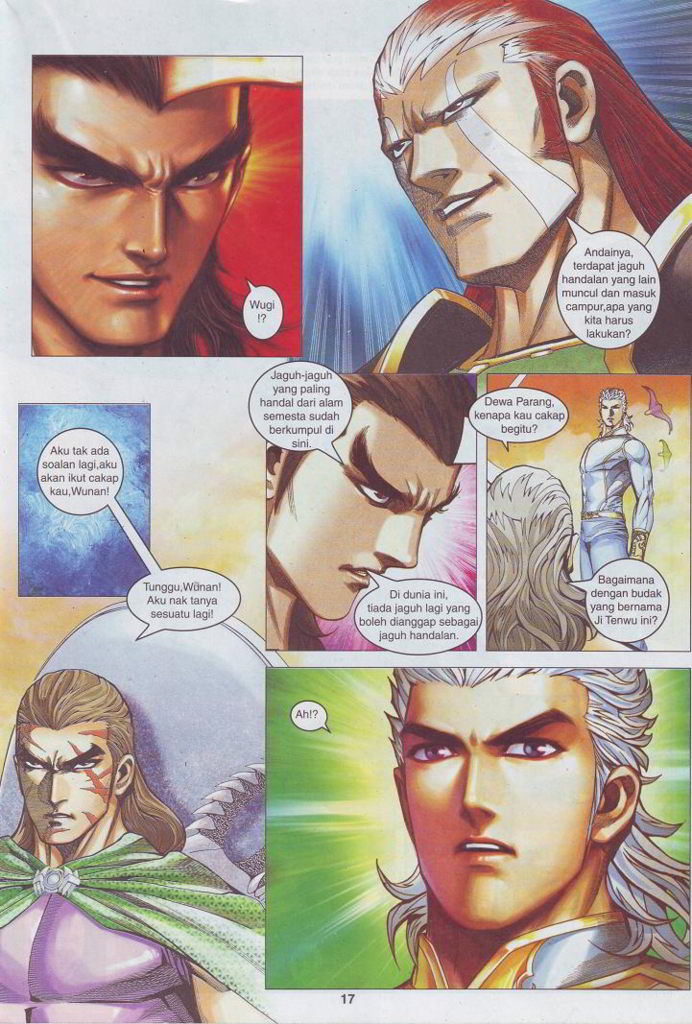 Wugi
!?
Andainya,
terdapat jaguh
handalan yang lain
muncul dan masuk
campur,apa yang
kita harus
lakukan?
Jaguh-jaguh
yang paling
handal dari alam
semesta sudah
berkumpul di
sini.
Di dunia ini,
tiada jaguh lagi yang
boleh dianggap sebagai
jaguh handalan.
Dewa Parang,
kenapa kau cakap
begitu?
Bagaimana
dengan budak
yang bernama
Ji Tenwu ini?
Aku tak ada
soalan lagi,aku
akan ikut cakap
kau,Wunan!
Tunggu,Wunan!
Aku nak tanya
sesuatu lagi!
Ah!?
17